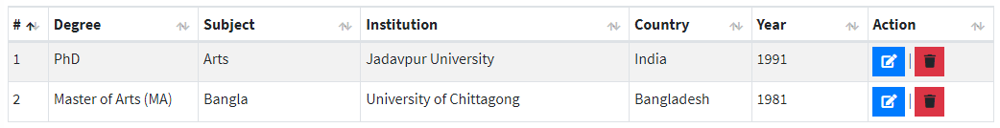 # Degree Subject Institution Country Year Action
1 PhD Arts Jadavpur University India 1991 |
2 Master of Arts (MA) Bangla University of Chittagong Bangladesh 1981 |